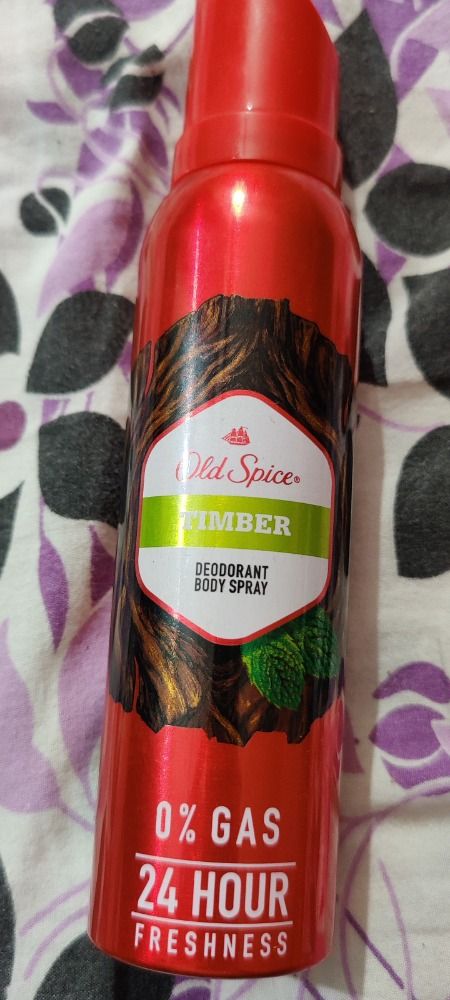 Old Spice®
TIMBER
DEODORANT
BODY SPRAY
0% GAS
24 HOUR
FRESHNESS